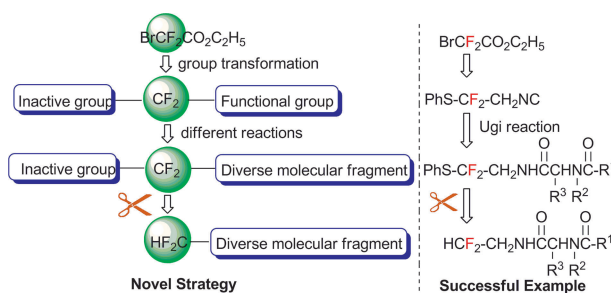 BrCF₂CO₂C₂H₅
group transformation
Inactive group CF₂ Functional group
different reactions
Inactive group CF₂ Diverse molecular fragment
HF₂C Diverse molecular fragment
Novel Strategy
BrCF₂CO₂C₂H₅
PhS-CF₂-CH₂NC
Ugi reaction
O O
PhS-CF₂-CH₂NHCCHNC-R¹
R³ R²
O O
HCF₂-CH₂NHCCHNC-R¹
R³ R²
Successful Example